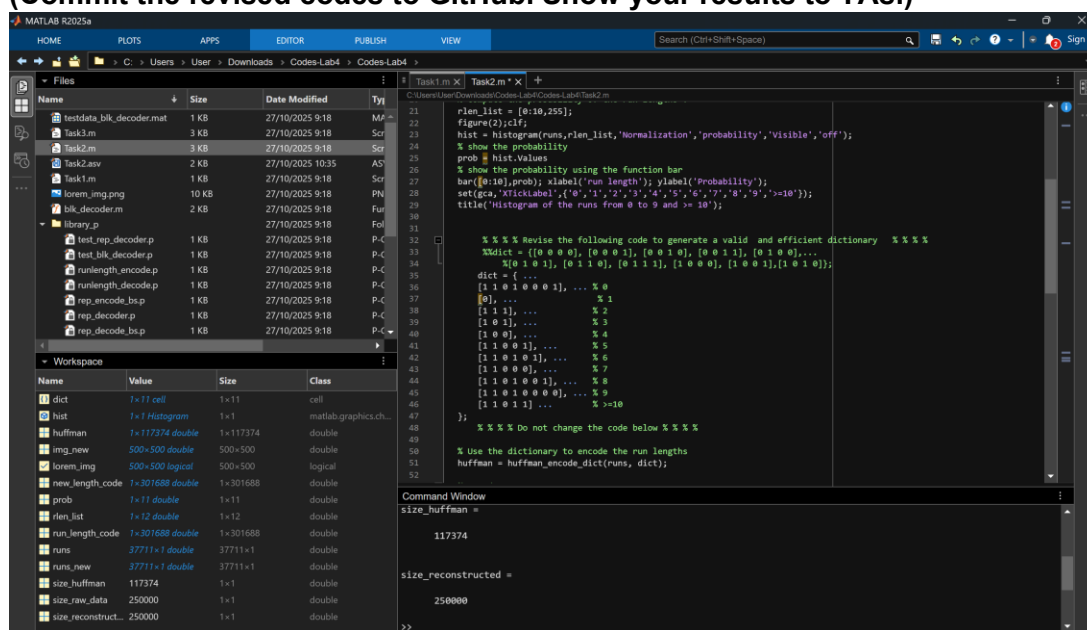 (Commit the revised codes to GitHub! Show your results to TAs!)
MATLAB R2025a
HOME PLOTS APPS EDITOR PUBLISH VIEW Search (Ctrl+Shift+Space) Sign
C: › Users › User › Downloads › Codes-Lab4 › Codes-Lab4 ›
Files
Name Size Date Modified Ty
testdata_blk_decoder.mat 1 KB 27/10/2025 9:18 MA
Task3.m 3 KB 27/10/2025 9:18 Scr
Task2.m 3 KB 27/10/2025 9:18 Scr
Task2.asv 2 KB 27/10/2025 10:35 AS
Task1.m 1 KB 27/10/2025 9:18 Scr
lorem_img.png 10 KB 27/10/2025 9:18 PN
blk_decoder.m 2 KB 27/10/2025 9:18 Fur
library_p 27/10/2025 9:18 Fol
test_rep_decoder.p 1 KB 27/10/2025 9:18 P-C
test_blk_decoder.p 1 KB 27/10/2025 9:18 P-C
runlength_encode.p 1 KB 27/10/2025 9:18 P-C
runlength_decode.p 1 KB 27/10/2025 9:18 P-C
rep_encode_bs.p 1 KB 27/10/2025 9:18 P-C
rep_decoder.p 1 KB 27/10/2025 9:18 P-C
rep_decode_bs.p 1 KB 27/10/2025 9:18 P-C
Workspace
Name Value Size Class
dict 1×11 cell 1×11 cell
hist 1×1 Histogram 1×1 matlab.graphics.ch...
huffman 1×117374 double 1×117374 double
img_new 500×500 double 500×500 double
lorem_img 500×500 logical 500×500 logical
new_length_code 1×301688 double 1×301688 double
prob 1×11 double 1×11 double
rlen_list 1×12 double 1×12 double
run_length_code 1×301688 double 1×301688 double
runs 37711×1 double 37711×1 double
runs_new 37711×1 double 37711×1 double
size_huffman 117374 1×1 double
size_raw_data 250000 1×1 double
size_reconstruct... 250000 1×1 double
Task1.m Task2.m *
C:\Users\User\Downloads\Codes-Lab4\Codes-Lab4\Task2.m
21 rlen_list = [0:10,255];
22 figure(2);clf;
23 hist = histogram(runs,rlen_list,'Normalization','probability','Visible','off');
24 % show the probability
25 prob = hist.Values
26 % show the probability using the function bar
27 bar([0:10],prob); xlabel('run length'); ylabel('Probability');
28 set(gca,'XTickLabel',{'0','1','2','3','4','5','6','7','8','9','>=10'});
29 title('Histogram of the runs from 0 to 9 and >= 10');
30
31
32 % % % % Revise the following code to generate a valid and efficient dictionary % % % %
33 %%dict = {[0 0 0 0], [0 0 0 1], [0 0 1 0], [0 0 1 1], [0 1 0 0],...
34 %[0 1 0 1], [0 1 1 0], [0 1 1 1], [1 0 0 0], [1 0 0 1],[1 0 1 0]};
35 dict = { ...
36 [1 1 0 1 0 0 0 1], ... % 0
37 [0], ... % 1
38 [1 1 1], ... % 2
39 [1 0 1], ... % 3
40 [1 0 0], ... % 4
41 [1 1 0 0 1], ... % 5
42 [1 1 0 1 0 1], ... % 6
43 [1 1 0 0 0], ... % 7
44 [1 1 0 1 0 0 1], ... % 8
45 [1 1 0 1 0 0 0 0], ... % 9
46 [1 1 0 1 1] ... % >=10
47 };
48 % % % % Do not change the code below % % % %
49
50 % Use the dictionary to encode the run lengths
51 huffman = huffman_encode_dict(runs, dict);
52
Command Window
size_huffman =
117374
size_reconstructed =
250000
>>